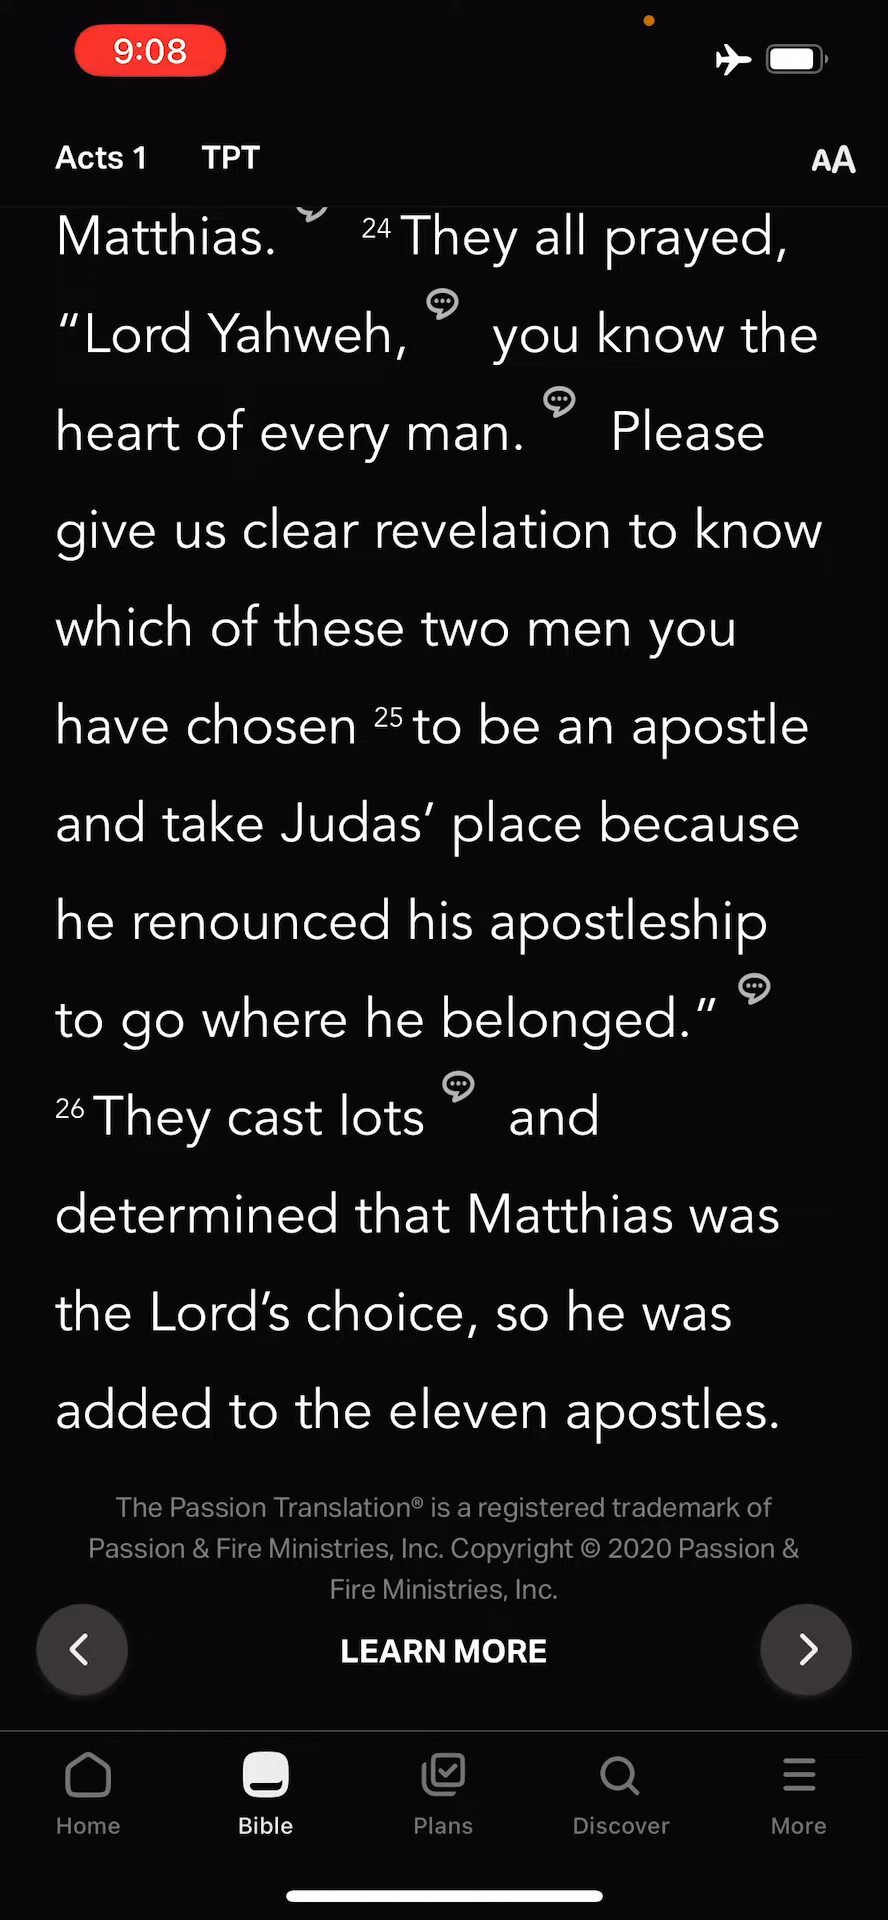 9:08
Acts 1 TPT AA
Matthias. 24 They all prayed,
“Lord Yahweh, you know the
heart of every man. Please
give us clear revelation to know
which of these two men you
have chosen 25 to be an apostle
and take Judas’ place because
he renounced his apostleship
to go where he belonged.”
26 They cast lots and
determined that Matthias was
the Lord’s choice, so he was
added to the eleven apostles.
The Passion Translation® is a registered trademark of
Passion & Fire Ministries, Inc. Copyright © 2020 Passion &
Fire Ministries, Inc.
LEARN MORE
Home Bible Plans Discover More